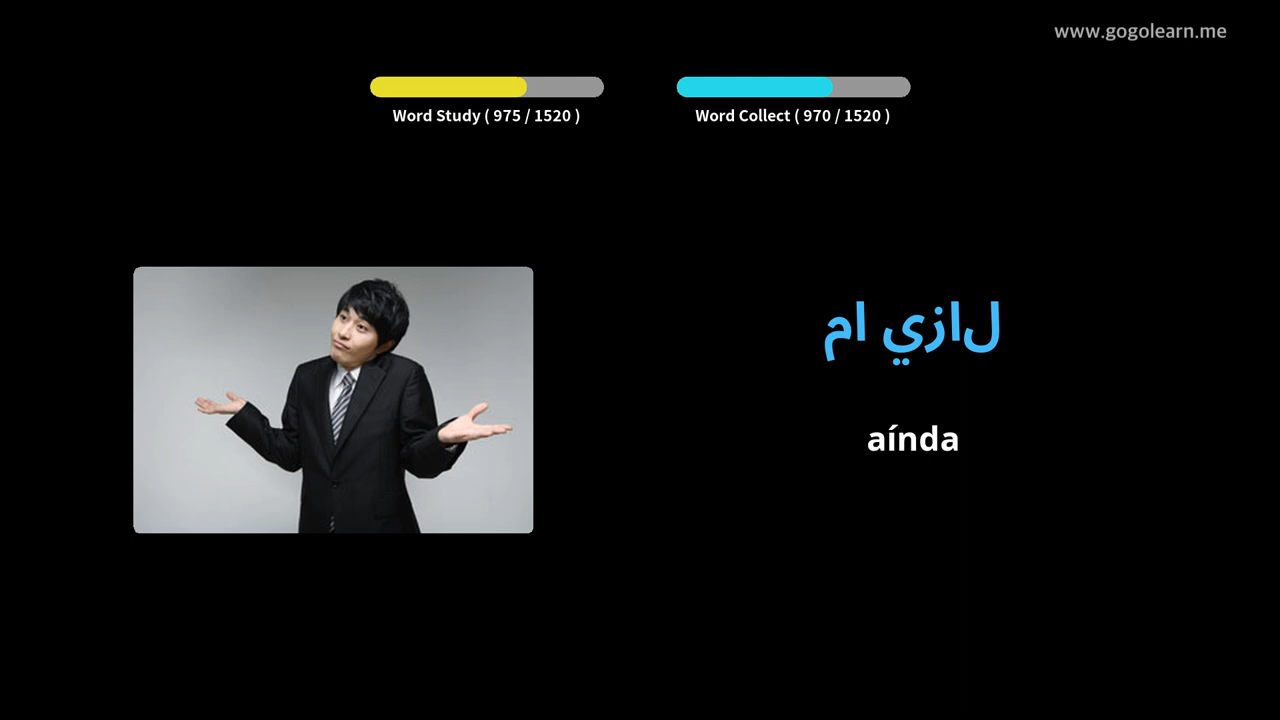 www.gogolearn.me
Word Study ( 975 / 1520 )
Word Collect ( 970 / 1520 )
لازي ام
aínda